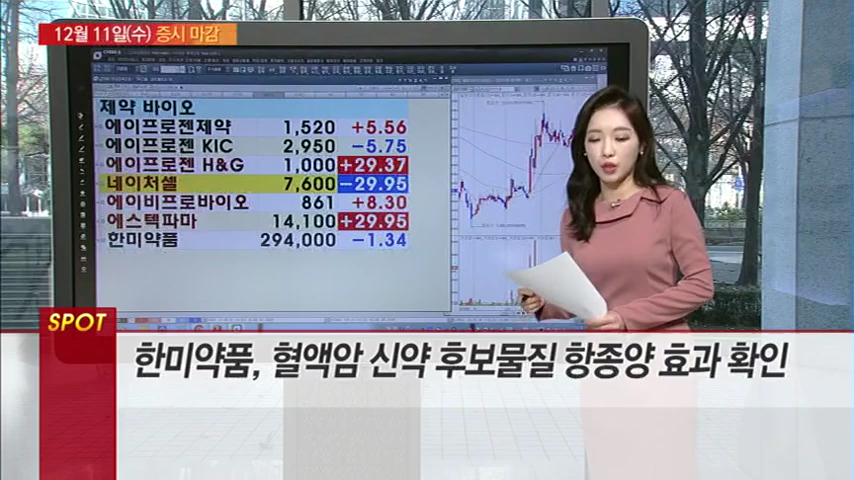 12월 11일(수) 증시 마감
제약 바이오
에이프로젠제약 1,520 +5.56
에이프로젠 KIC 2,950 -5.75
에이프로젠 H&G 1,000 +29.37
네이처셀 7,600 -29.95
에이비프로바이오 861 +8.30
에스텍파마 14,100 +29.95
한미약품 294,000 -1.34
SPOT
한미약품, 혈액암 신약 후보물질 항종양 효과 확인